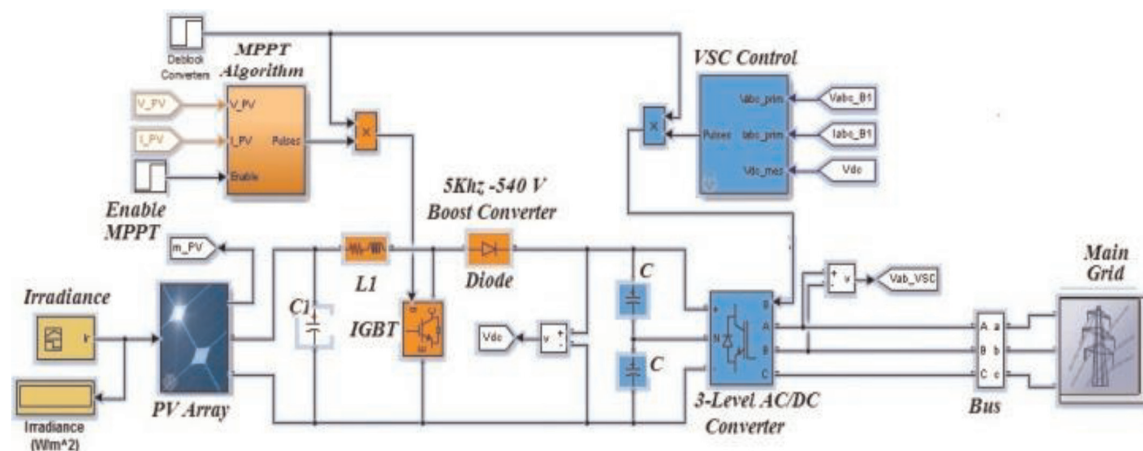 Deblock
Converters
MPPT
Algorithm
VSC Control
V_PV
V_PV
I_PV
I_PV
Pulses
Enable
Enable
MPPT
x
x
Pulses
Vabc_prim
Iabc_prim
Vdc_mes
Vabc_B1
Iabc_B1
Vdc
5Khz -540 V
Boost Converter
m_PV
L1
Diode
C1
IGBT
Vdc
v
+
-
C
C
+
N
-
A
B
C
+
-
v
Vab_VSC
Main
Grid
Irradiance
Ir
Irradiance
(W/m^2)
PV Array
3-Level AC/DC
Converter
A a
B b
C c
Bus